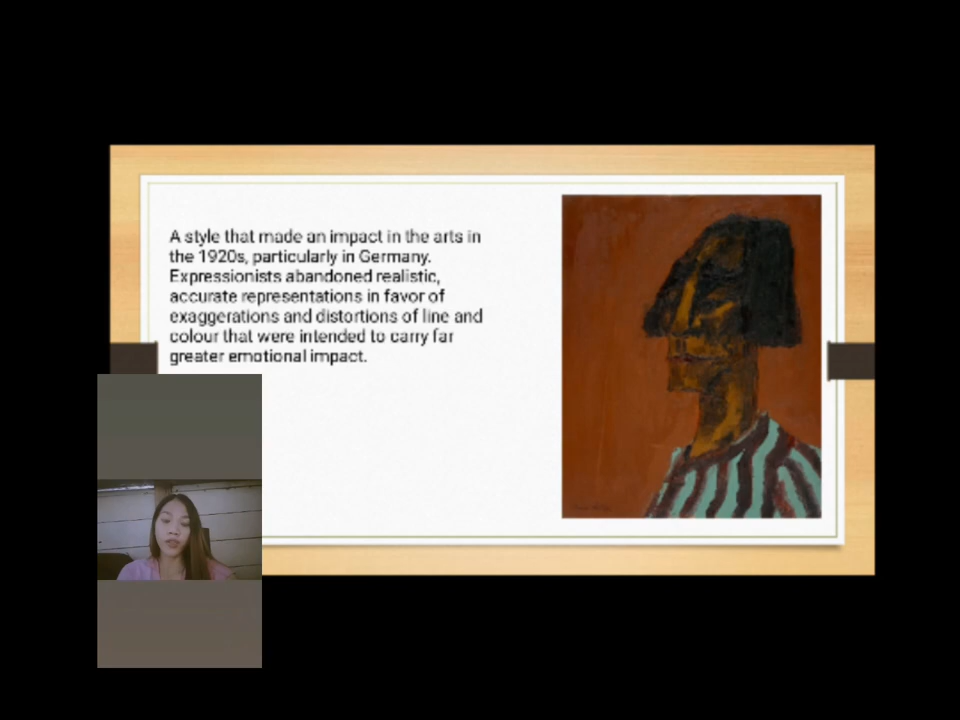 A style that made an impact in the arts in
the 1920s, particularly in Germany.
Expressionists abandoned realistic,
accurate representations in favor of
exaggerations and distortions of line and
colour that were intended to carry far
greater emotional impact.